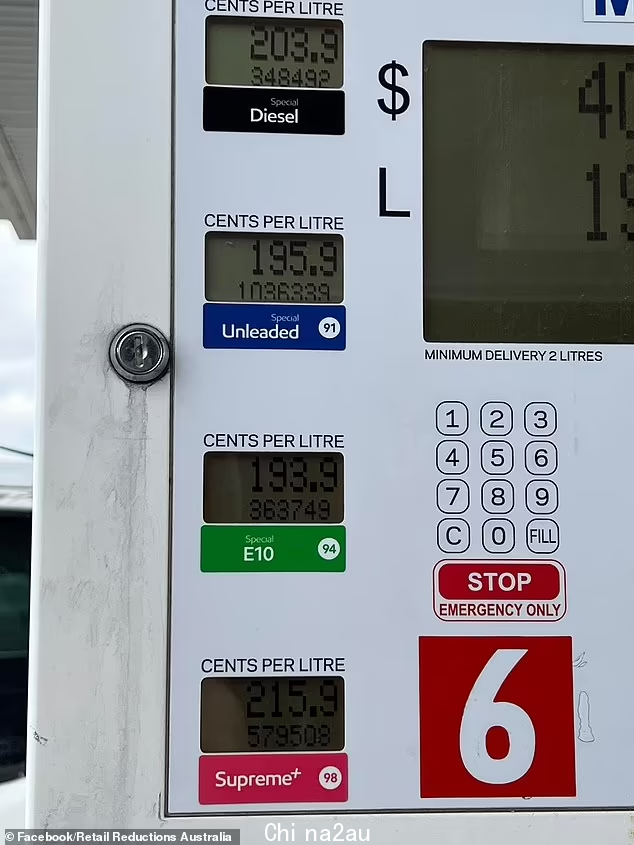 CENTS PER LITRE
203.9
348492
Special
Diesel
$
40
L
19
CENTS PER LITRE
195.9
1036339
Special
Unleaded 91
MINIMUM DELIVERY 2 LITRES
CENTS PER LITRE
193.9
363749
Special
E10 94
1 2 3
4 5 6
7 8 9
C 0 FILL
STOP
EMERGENCY ONLY
CENTS PER LITRE
215.9
579508
Supreme+ 98
6
© Facebook/Retail Reductions Australia
Chi na2au